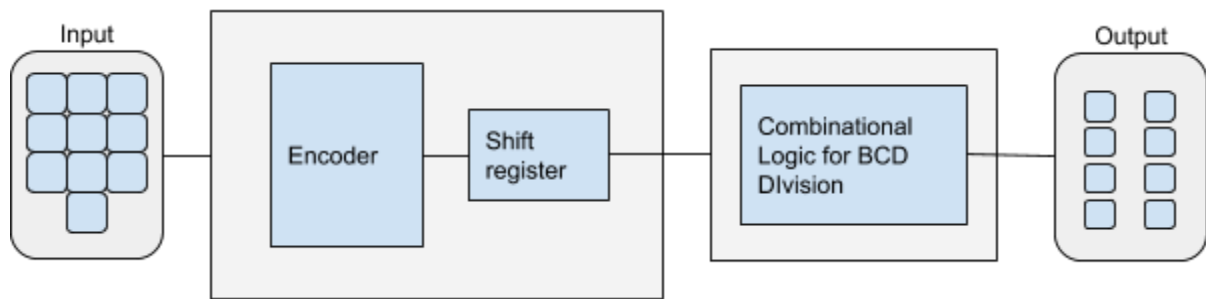 Input
Encoder
Shift
register
Combinational
Logic for BCD
DIvision
Output